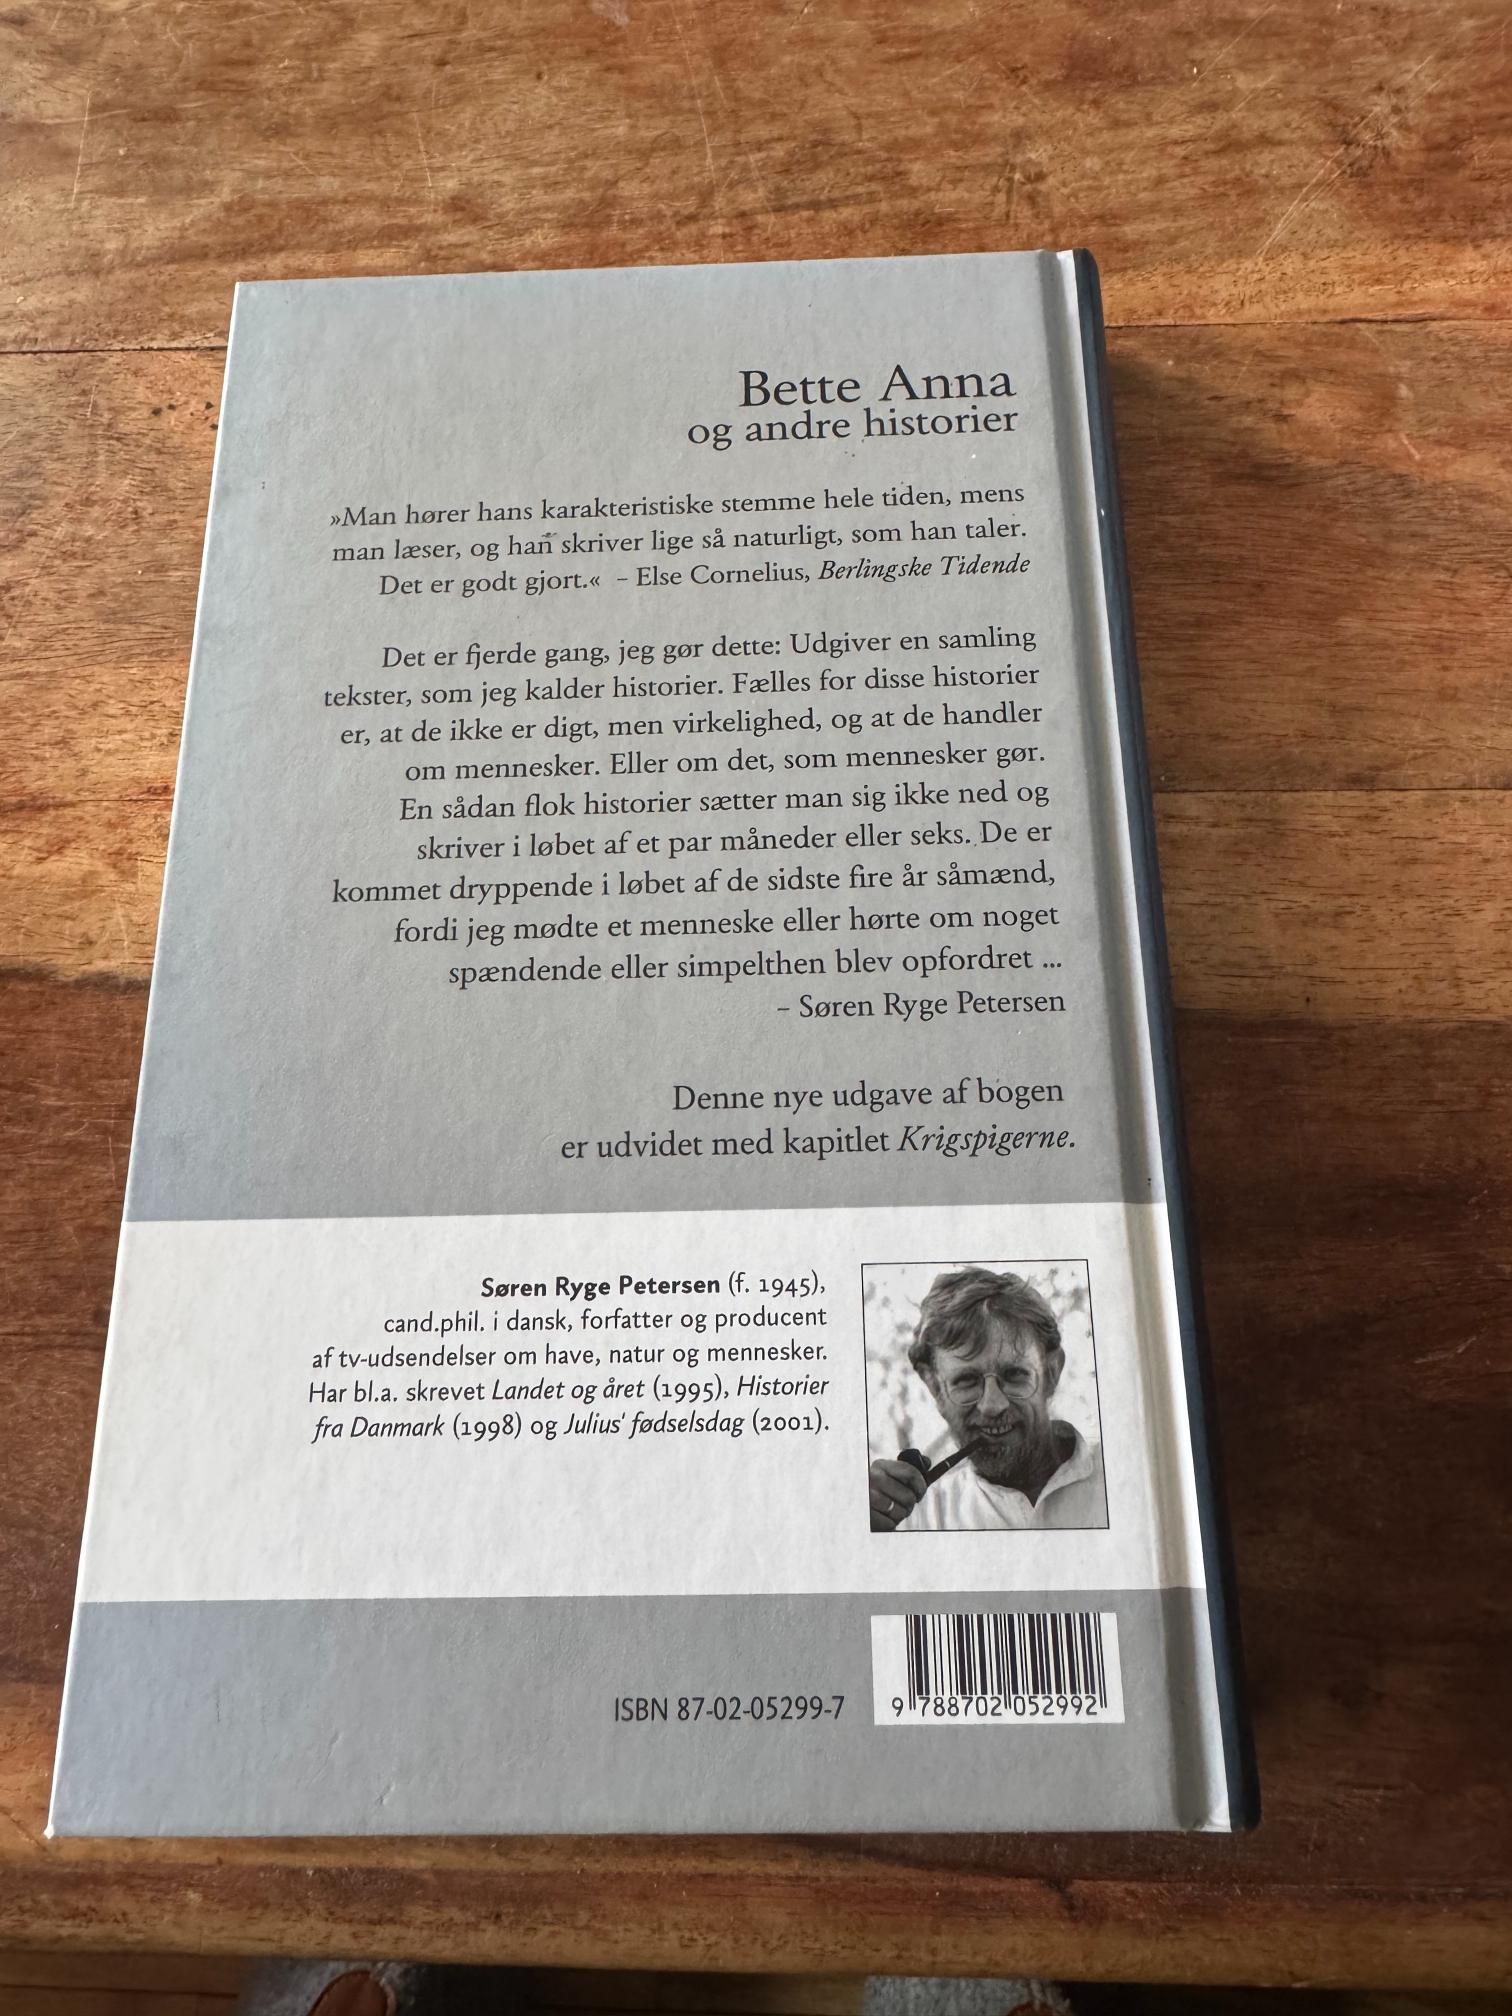 Bette Anna
og andre historier
»Man hører hans karakteristiske stemme hele tiden, mens
man læser, og han skriver lige så naturligt, som han taler.
Det er godt gjort.« – Else Cornelius, Berlingske Tidende
Det er fjerde gang, jeg gør dette: Udgiver en samling
tekster, som jeg kalder historier. Fælles for disse historier
er, at de ikke er digt, men virkelighed, og at de handler
om mennesker. Eller om det, som mennesker gør.
En sådan flok historier sætter man sig ikke ned og
skriver i løbet af et par måneder eller seks. De er
kommet dryppende i løbet af de sidste fire år såmænd,
fordi jeg mødte et menneske eller hørte om noget
spændende eller simpelthen blev opfordret ...
– Søren Ryge Petersen
Denne nye udgave af bogen
er udvidet med kapitlet Krigspigerne.
Søren Ryge Petersen (f. 1945),
cand.phil. i dansk, forfatter og producent
af tv-udsendelser om have, natur og mennesker.
Har bl.a. skrevet Landet og året (1995), Historier
fra Danmark (1998) og Julius' fødselsdag (2001).
ISBN 87-02-05299-7
9 788702 052992